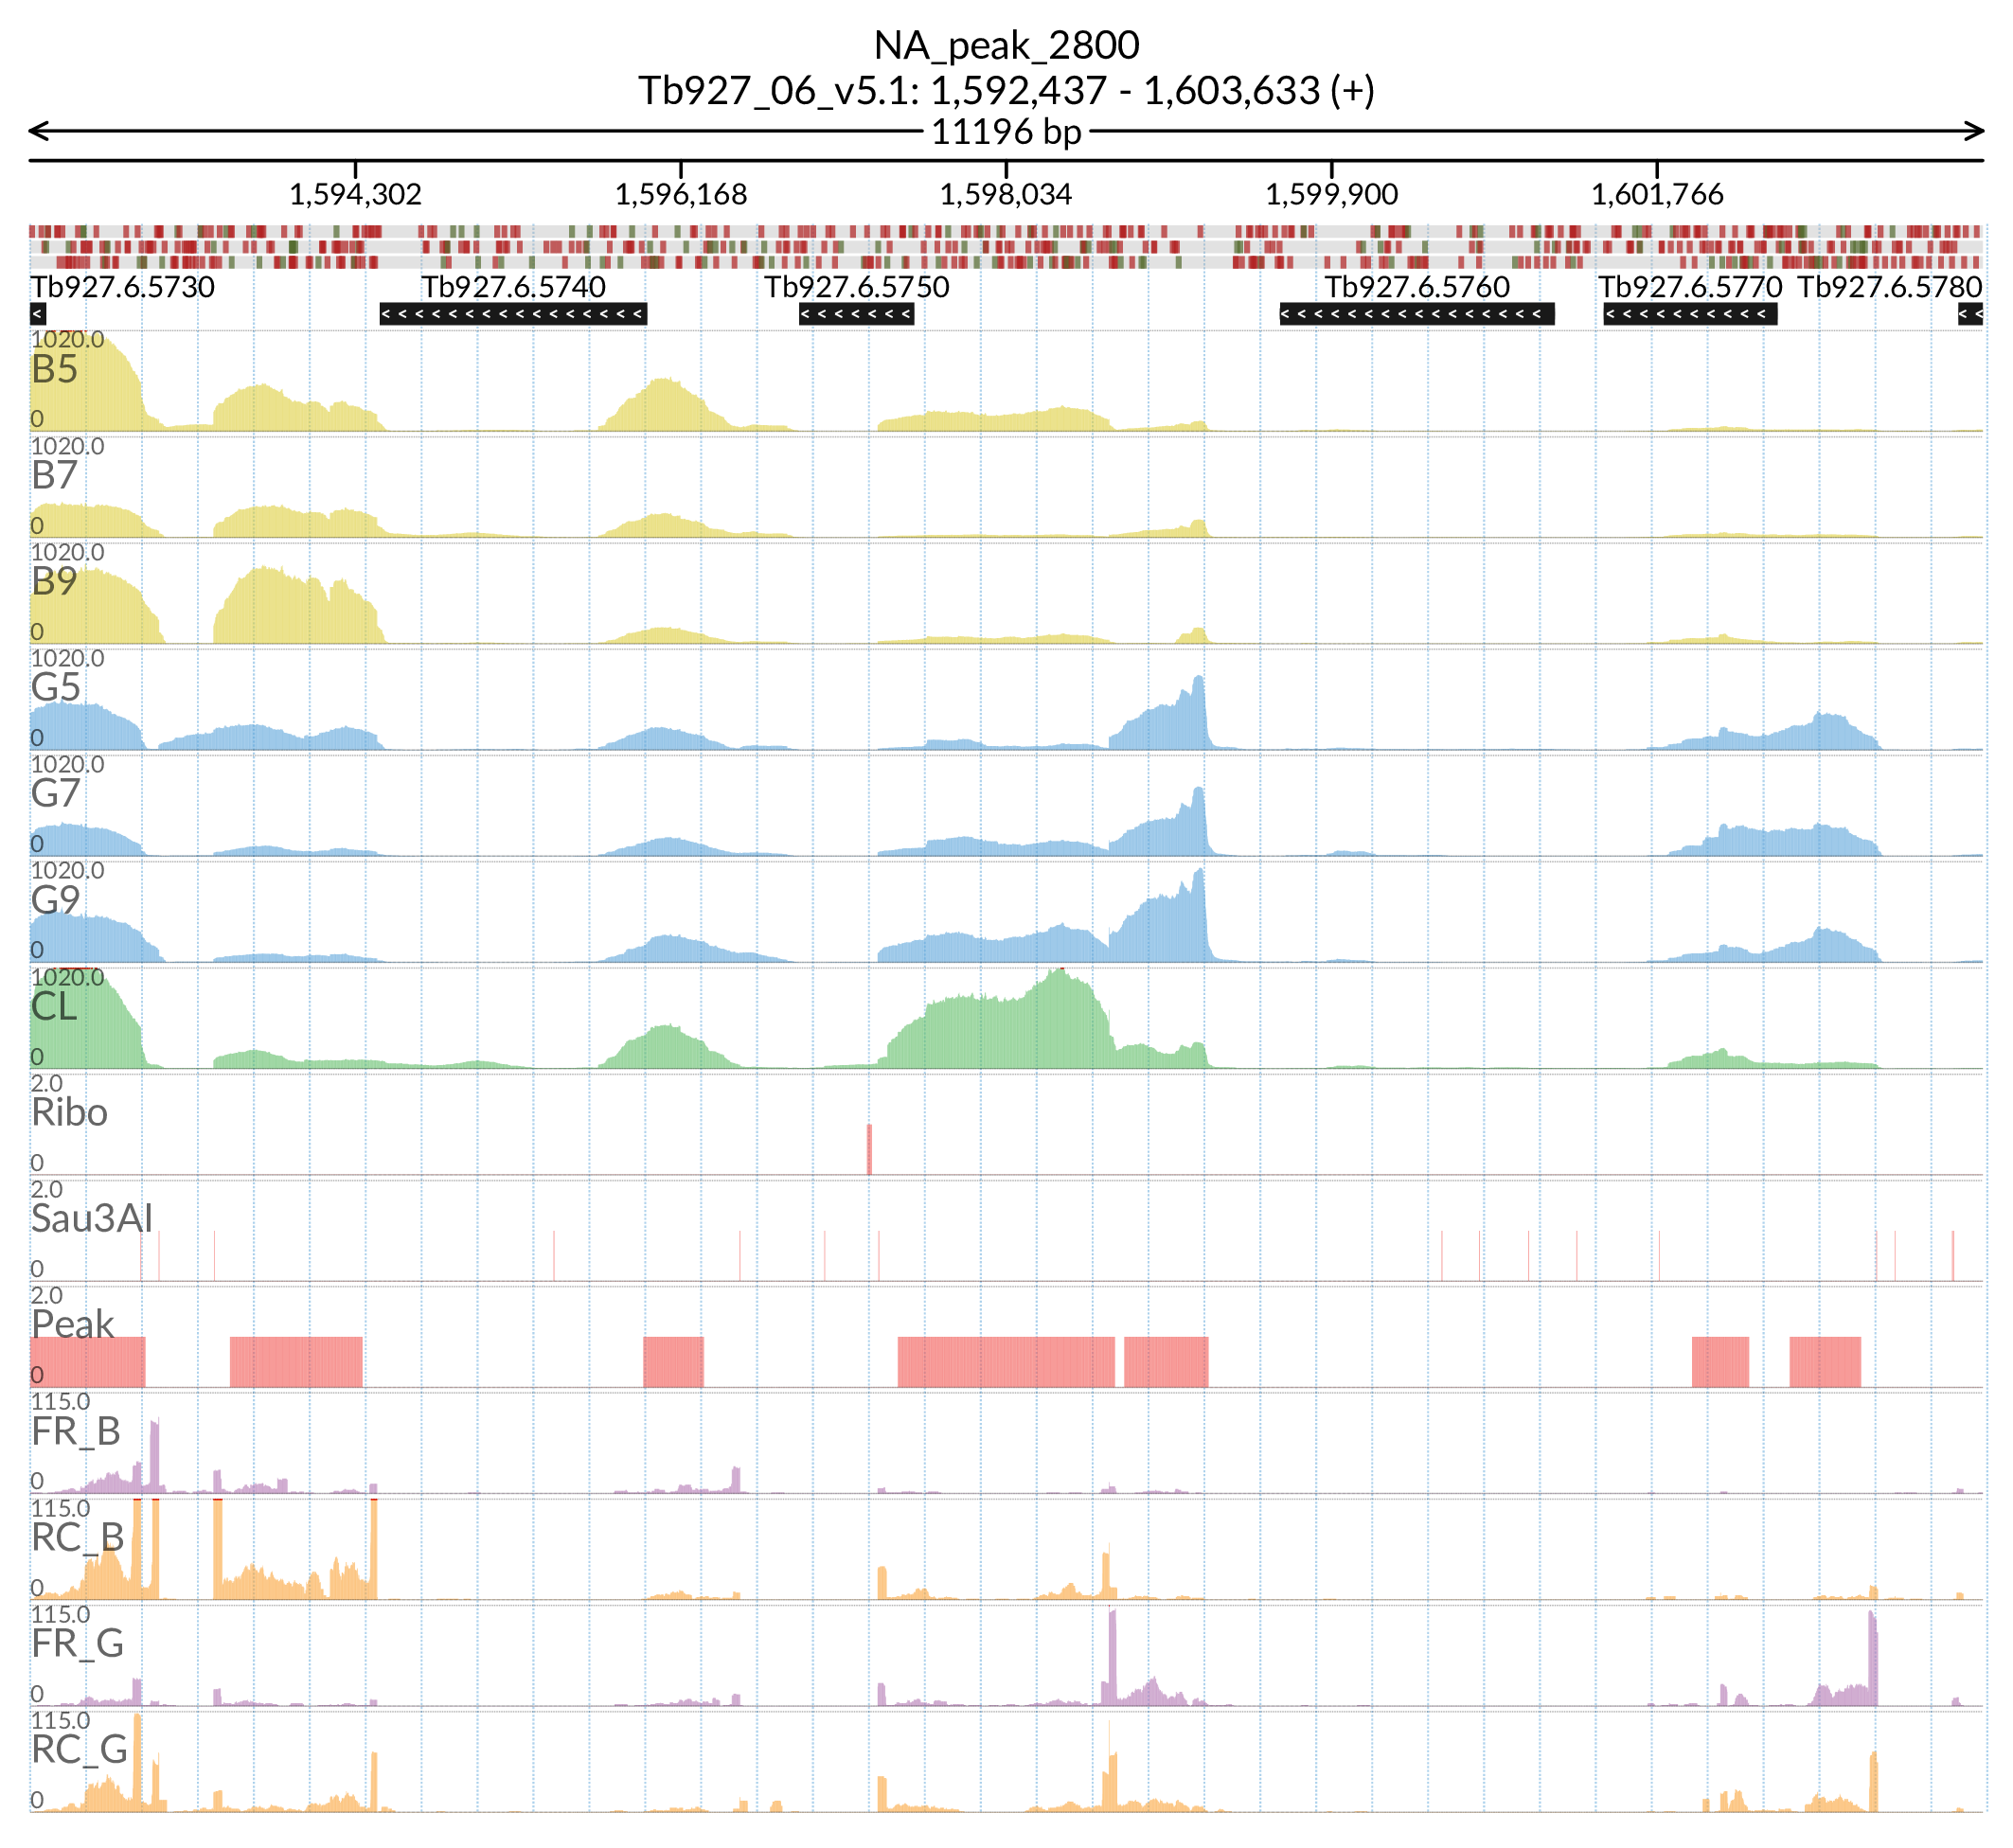 NA_peak_2800
Tb927_06_v5.1: 1,592,437 - 1,603,633 (+)
11196 bp
1,594,302 1,596,168 1,598,034 1,599,900 1,601,766
Tb927.6.5730 Tb927.6.5740 Tb927.6.5750 Tb927.6.5760 Tb927.6.5770 Tb927.6.5780
1020.0
B5
0
1020.0
B7
0
1020.0
B9
0
1020.0
G5
0
1020.0
G7
0
1020.0
G9
0
1020.0
CL
0
2.0
Ribo
0
2.0
Sau3AI
0
2.0
Peak
0
115.0
FR_B
0
115.0
RC_B
0
115.0
FR_G
0
115.0
RC_G
0